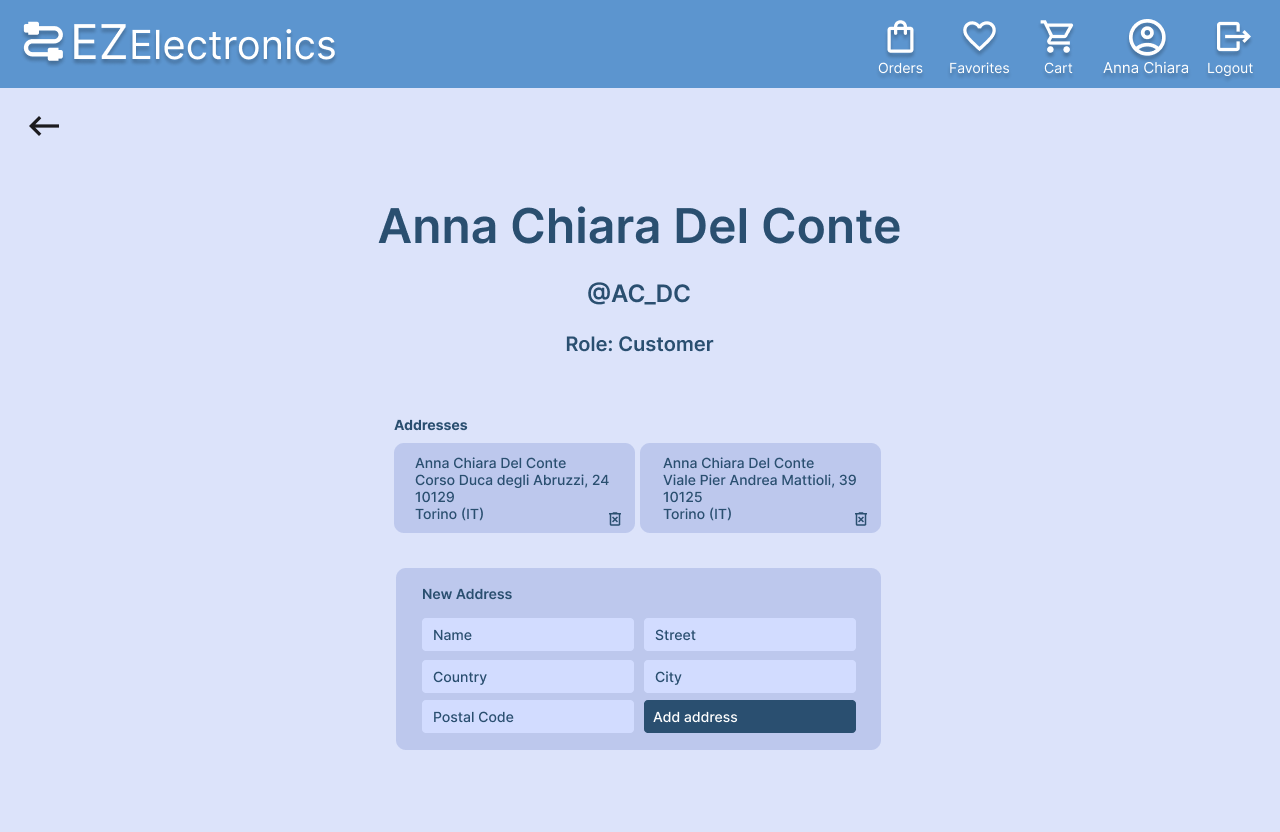 EZElectronics
Orders
Favorites
Cart
Anna Chiara
Logout
Anna Chiara Del Conte
@AC_DC
Role: Customer
Addresses
Anna Chiara Del Conte
Corso Duca degli Abruzzi, 24
10129
Torino (IT)
Anna Chiara Del Conte
Viale Pier Andrea Mattioli, 39
10125
Torino (IT)
New Address
Name
Street
Country
City
Postal Code
Add address